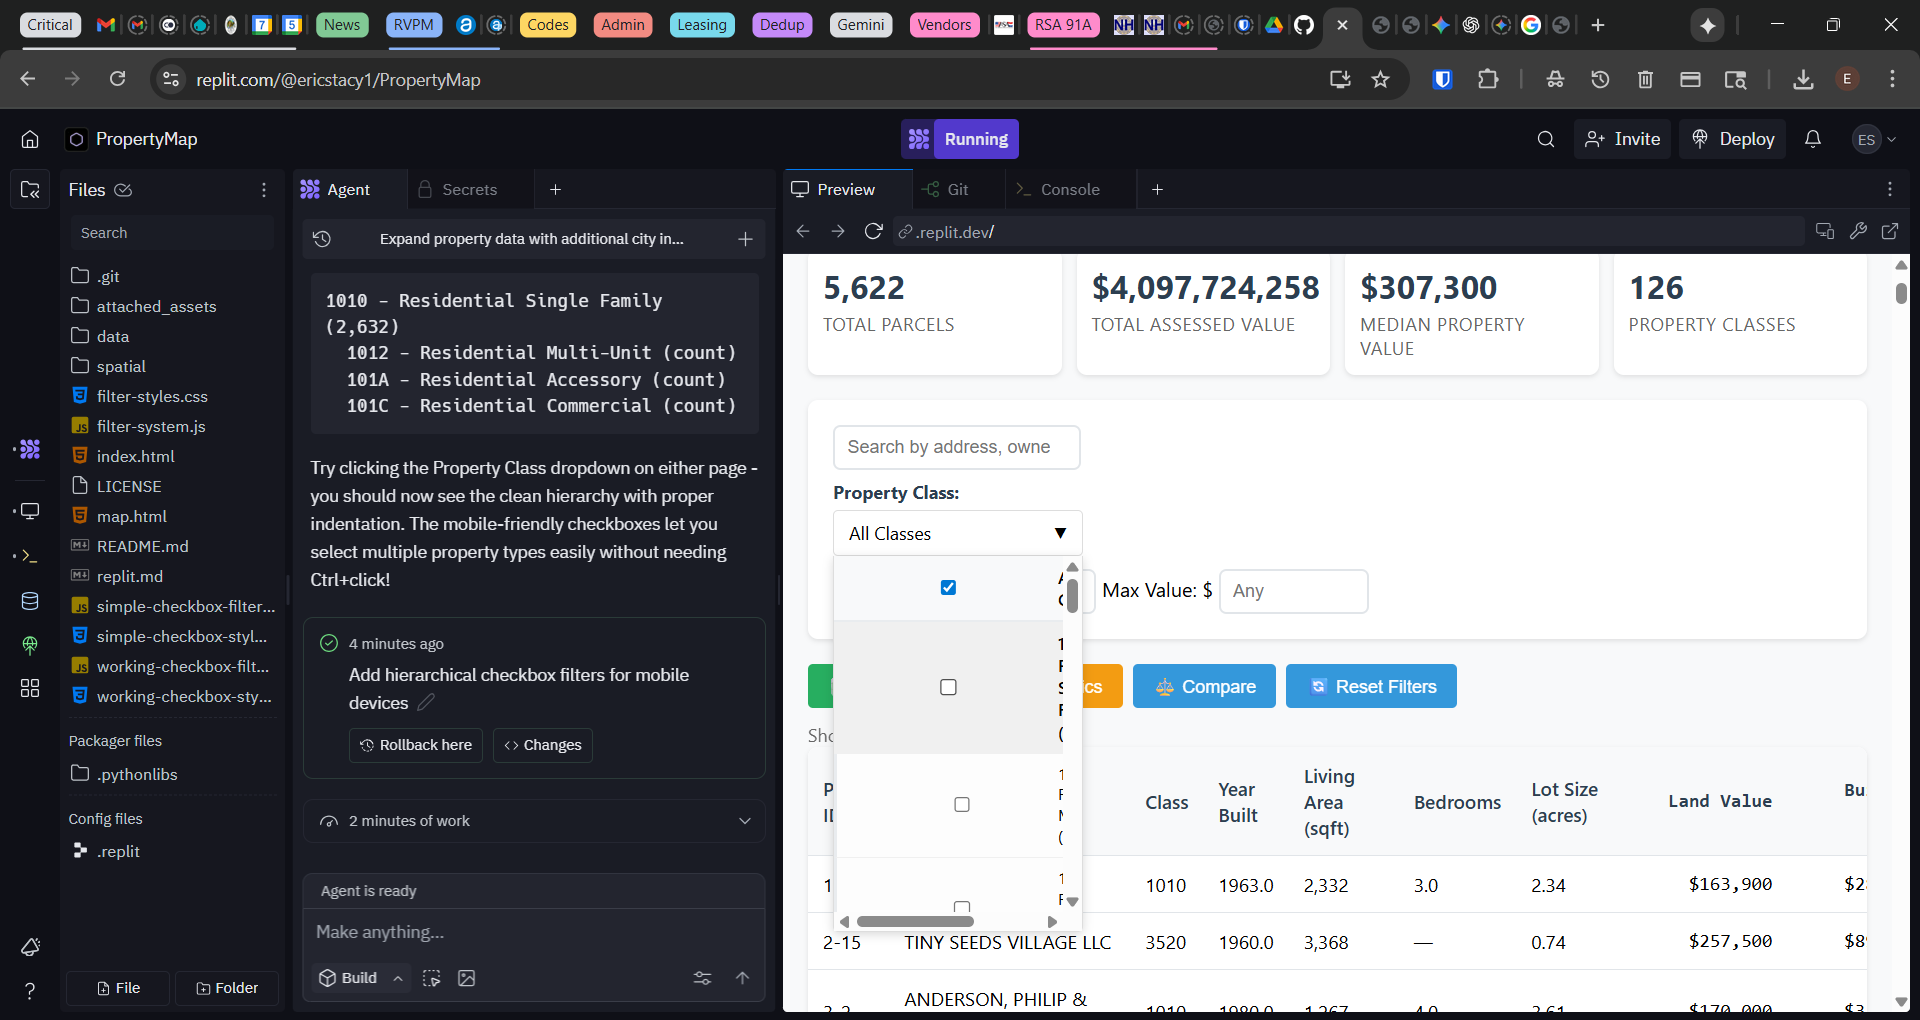 Critical
News
RVPM
Codes
Admin
Leasing
Dedup
Gemini
Vendors
RSA 91A
replit.com/@ericstacy1/PropertyMap
E
PropertyMap
Running
Invite
Deploy
ES
Files
Search
.git
attached_assets
data
spatial
filter-styles.css
filter-system.js
index.html
LICENSE
map.html
README.md
replit.md
simple-checkbox-filter...
simple-checkbox-styl...
working-checkbox-filt...
working-checkbox-sty...
Packager files
.pythonlibs
Config files
.replit
File
Folder
Agent
Secrets
Expand property data with additional city in...
1010 - Residential Single Family
(2,632)
1012 - Residential Multi-Unit (count)
101A - Residential Accessory (count)
101C - Residential Commercial (count)
Try clicking the Property Class dropdown on either page -
you should now see the clean hierarchy with proper
indentation. The mobile-friendly checkboxes let you
select multiple property types easily without needing
Ctrl+click!
4 minutes ago
Add hierarchical checkbox filters for mobile
devices
Rollback here
Changes
2 minutes of work
Agent is ready
Make anything...
Build
Preview
Git
Console
.replit.dev/
5,622
TOTAL PARCELS
$4,097,724,258
TOTAL ASSESSED VALUE
$307,300
MEDIAN PROPERTY
VALUE
126
PROPERTY CLASSES
Search by address, owne
Property Class:
All Classes
Max Value: $
Any
Compare
Reset Filters
Class
Year
Built
Living
Area
(sqft)
Bedrooms
Lot Size
(acres)
Land Value
1010 1963.0 2,332 3.0 2.34 $163,900
2-15 TINY SEEDS VILLAGE LLC 3520 1960.0 3,368 — 0.74 $257,500
ANDERSON, PHILIP &